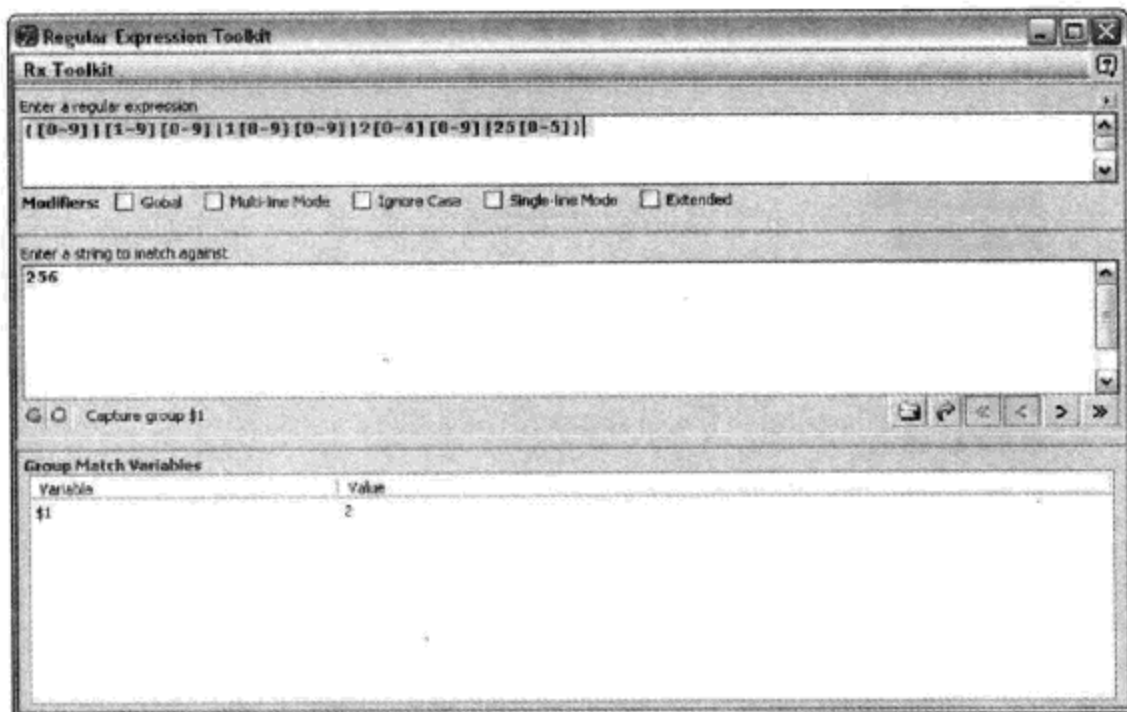 Regular Expression Toolkit
Rx Toolkit
Enter a regular expression
([0-9]|[1-9][0-9]|1[0-9][0-9]|2[0-4][0-9]|25[0-5])
Modifiers: Global Multi-line Mode Ignore Case Single-line Mode Extended
Enter a string to match against
256
Capture group $1
Group Match Variables
Variable Value
$1 2